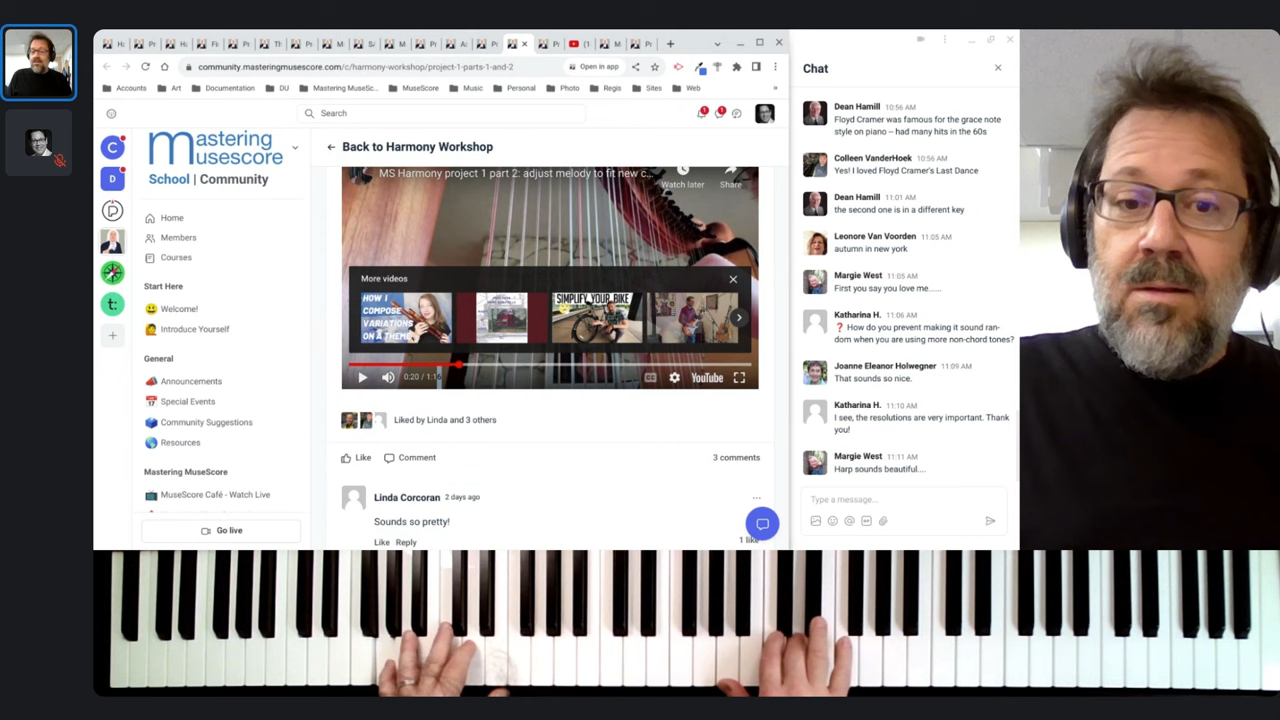 community.masteringmusescore.com/c/harmony-workshop/project-1-parts-1-and-2
Open in app
Accounts
Art
Documentation
DU
Mastering MuseSc...
MuseScore
Music
Personal
Photo
Regis
Sites
Web
»
Search
1
1
C
D
t:
mastering
musescore
School | Community
Home
Members
Courses
Start Here
Welcome!
Introduce Yourself
General
Announcements
Special Events
Community Suggestions
Resources
Mastering MuseScore
MuseScore Café - Watch Live
Go live
Back to Harmony Workshop
MS Harmony project 1 part 2: adjust melody to fit new c...
Watch later
Share
More videos
HOW I
COMPOSE
VARIATIONS
ON A THEME
SIMPLIFY YOUR BIKE
YouTube
Liked by Linda and 3 others
Like
Comment
3 comments
Linda Corcoran 2 days ago
Sounds so pretty!
Like Reply
1 like
Chat
Dean Hamill 10:56 AM
Floyd Cramer was famous for the grace note
style on piano -- had many hits in the 60s
Colleen VanderHoek 10:56 AM
Yes! I loved Floyd Cramer's Last Dance
Dean Hamill 11:01 AM
the second one is in a different key
Leonore Van Voorden 11:05 AM
autumn in new york
Margie West 11:05 AM
First you say you love me......
Katharina H. 11:06 AM
❓ How do you prevent making it sound ran-
dom when you are using more non-chord tones?
Joanne Eleanor Holwegner 11:09 AM
That sounds so nice.
Katharina H. 11:10 AM
I see, the resolutions are very important. Thank
you!
Margie West 11:11 AM
Harp sounds beautiful....
Type a message...